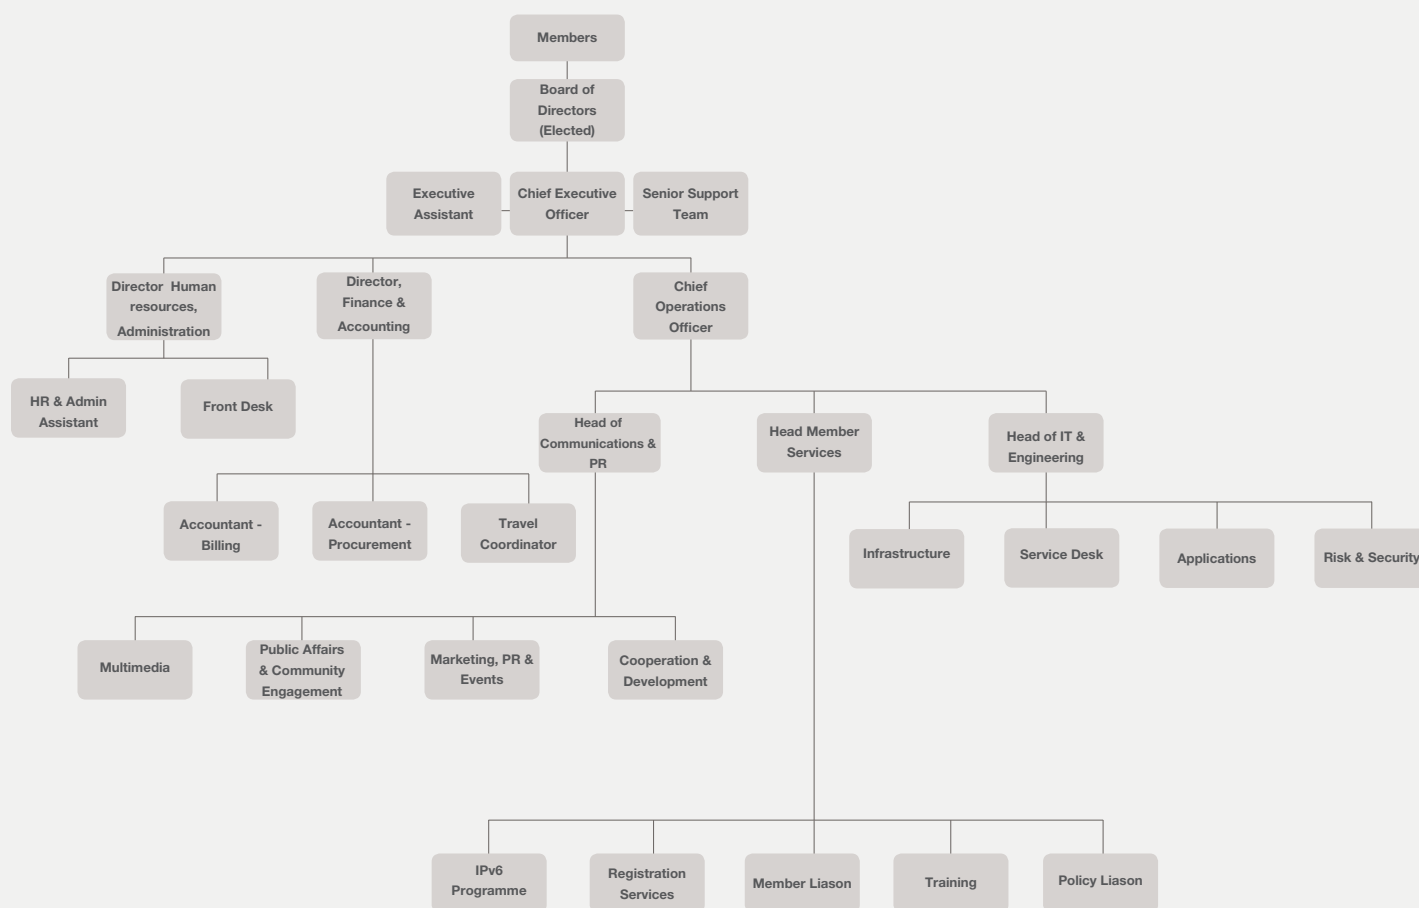 Members
Board of
Directors
(Elected)
Executive
Assistant
Chief Executive
Officer
Senior Support
Team
Director  Human
resources,
Administration
Director,
Finance &
Accounting
Chief
Operations
Officer
HR & Admin
Assistant
Front Desk
Head of
Communications &
PR
Head Member
Services
Head of IT &
Engineering
Accountant -
Billing
Accountant -
Procurement
Travel
Coordinator
Infrastructure
Service Desk
Applications
Risk & Security
Multimedia
Public Affairs
& Community
Engagement
Marketing, PR &
Events
Cooperation &
Development
IPv6
Programme
Registration
Services
Member Liason
Training
Policy Liason